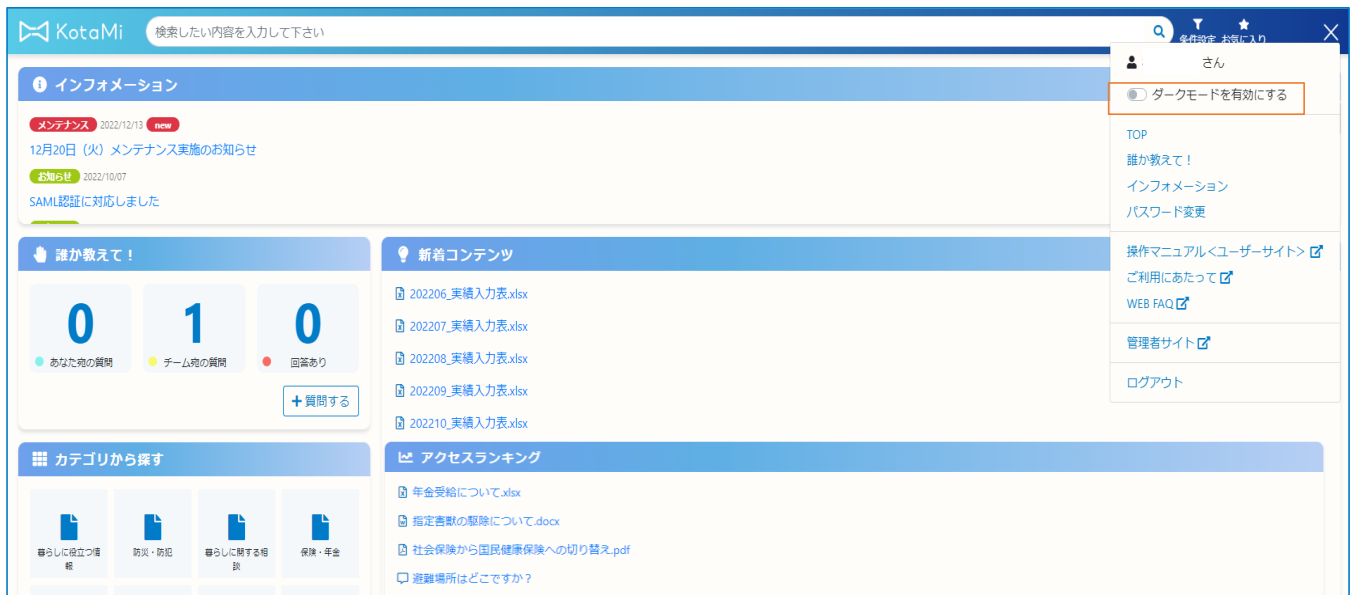 KotaMi
検索したい内容を入力して下さい
条件設定 お気に入り
さん
ダークモードを有効にする
TOP
誰か教えて！
インフォメーション
パスワード変更
操作マニュアル<ユーザーサイト>
ご利用にあたって
WEB FAQ
管理者サイト
ログアウト
インフォメーション
メンテナンス 2022/12/13 new
12月20日（火）メンテナンス実施のお知らせ
お知らせ 2022/10/07
SAML認証に対応しました
誰か教えて！
0 1 0
あなた宛の質問 チーム宛の質問 回答あり
質問する
新着コンテンツ
202206_実績入力表.xlsx
202207_実績入力表.xlsx
202208_実績入力表.xlsx
202209_実績入力表.xlsx
202210_実績入力表.xlsx
カテゴリから探す
暮らしに役立つ情報
防災・防犯
暮らしに関する相談
保険・年金
アクセスランキング
年金受給について.xlsx
指定害獣の駆除について.docx
社会保険から国民健康保険への切り替え.pdf
避難場所はどこですか？